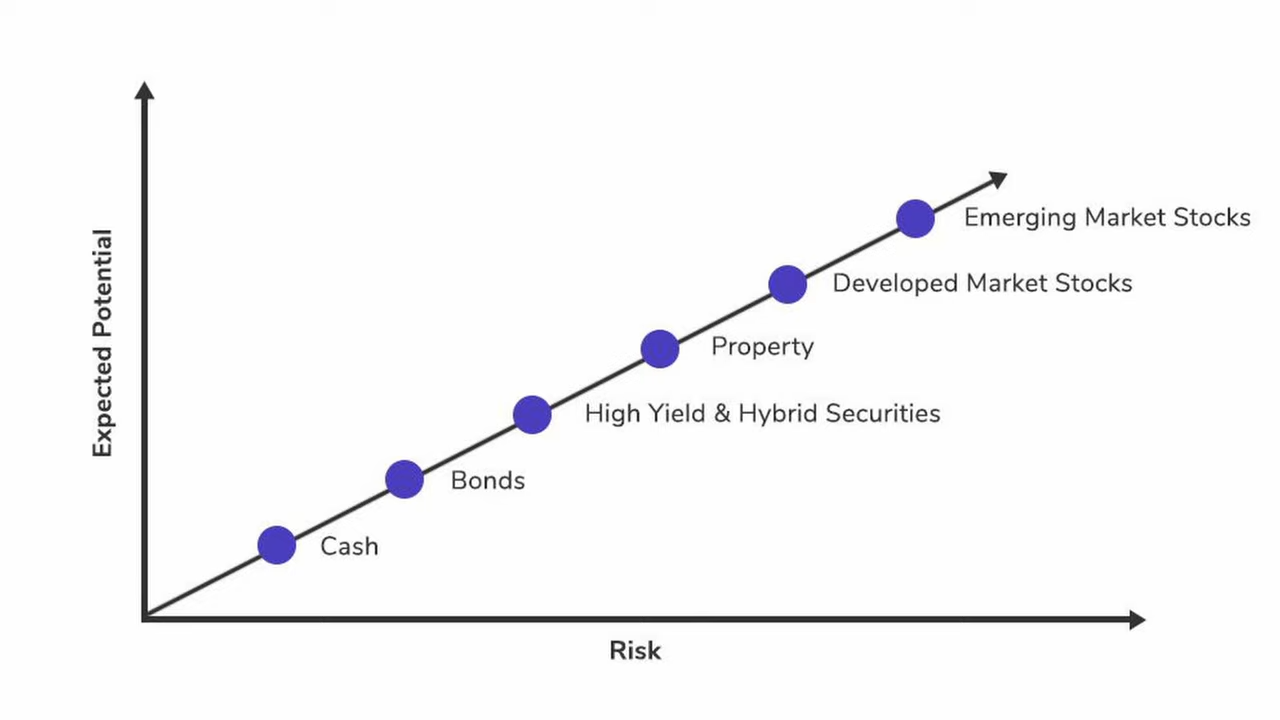 Expected Potential
Emerging Market Stocks
Developed Market Stocks
Property
High Yield & Hybrid Securities
Bonds
Cash
Risk